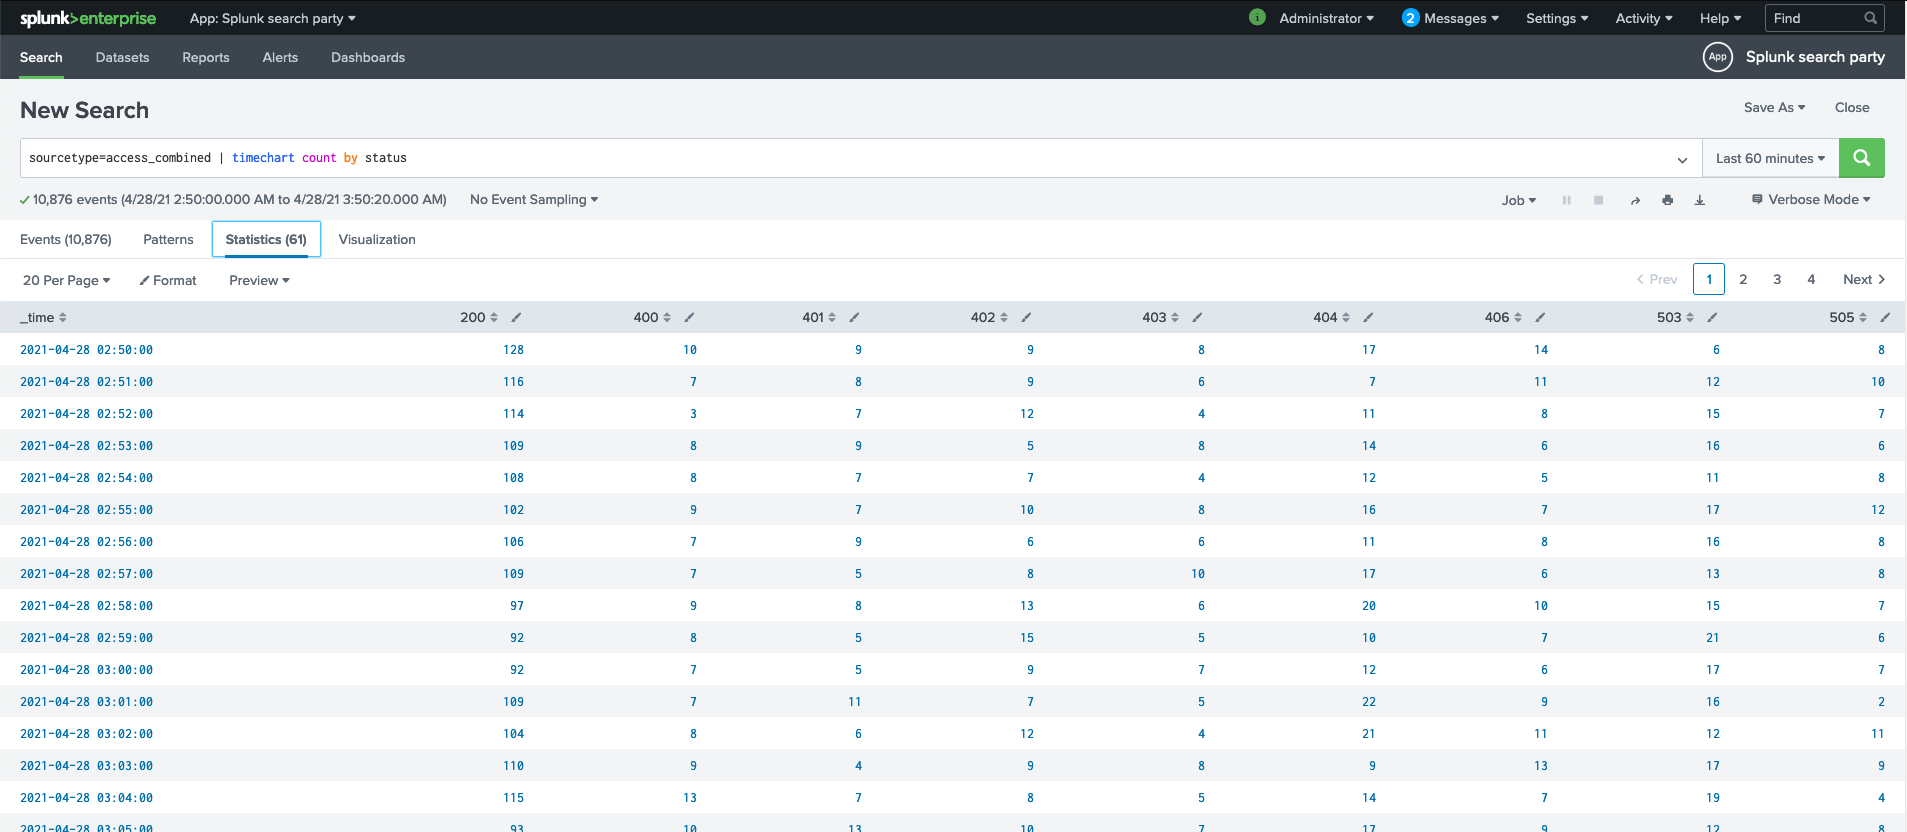 splunk>enterprise App: Splunk search party i Administrator 2 Messages Settings Activity Help Find
Search Datasets Reports Alerts Dashboards App Splunk search party
New Search Save As Close
sourcetype=access_combined | timechart count by status Last 60 minutes
10,876 events (4/28/21 2:50:00.000 AM to 4/28/21 3:50:20.000 AM) No Event Sampling Job Verbose Mode
Events (10,876) Patterns Statistics (61) Visualization
20 Per Page Format Preview < Prev 1 2 3 4 Next >
_time 200 400 401 402 403 404 406 503 505
2021-04-28 02:50:00 128 10 9 9 8 17 14 6 8
2021-04-28 02:51:00 116 7 8 9 6 7 11 12 10
2021-04-28 02:52:00 114 3 7 12 4 11 8 15 7
2021-04-28 02:53:00 109 8 9 5 8 14 6 16 6
2021-04-28 02:54:00 108 8 7 7 4 12 5 11 8
2021-04-28 02:55:00 102 9 7 10 8 16 7 17 12
2021-04-28 02:56:00 106 7 9 6 6 11 8 16 8
2021-04-28 02:57:00 109 7 5 8 10 17 6 13 8
2021-04-28 02:58:00 97 9 8 13 6 20 10 15 7
2021-04-28 02:59:00 92 8 5 15 5 10 7 21 6
2021-04-28 03:00:00 92 7 5 9 7 12 6 17 7
2021-04-28 03:01:00 109 7 11 7 5 22 9 16 2
2021-04-28 03:02:00 104 8 6 12 4 21 11 12 11
2021-04-28 03:03:00 110 9 4 9 8 9 13 17 9
2021-04-28 03:04:00 115 13 7 8 5 14 7 19 4
2021-04-28 03:05:00 93 10 13 10 7 17 9 12 8